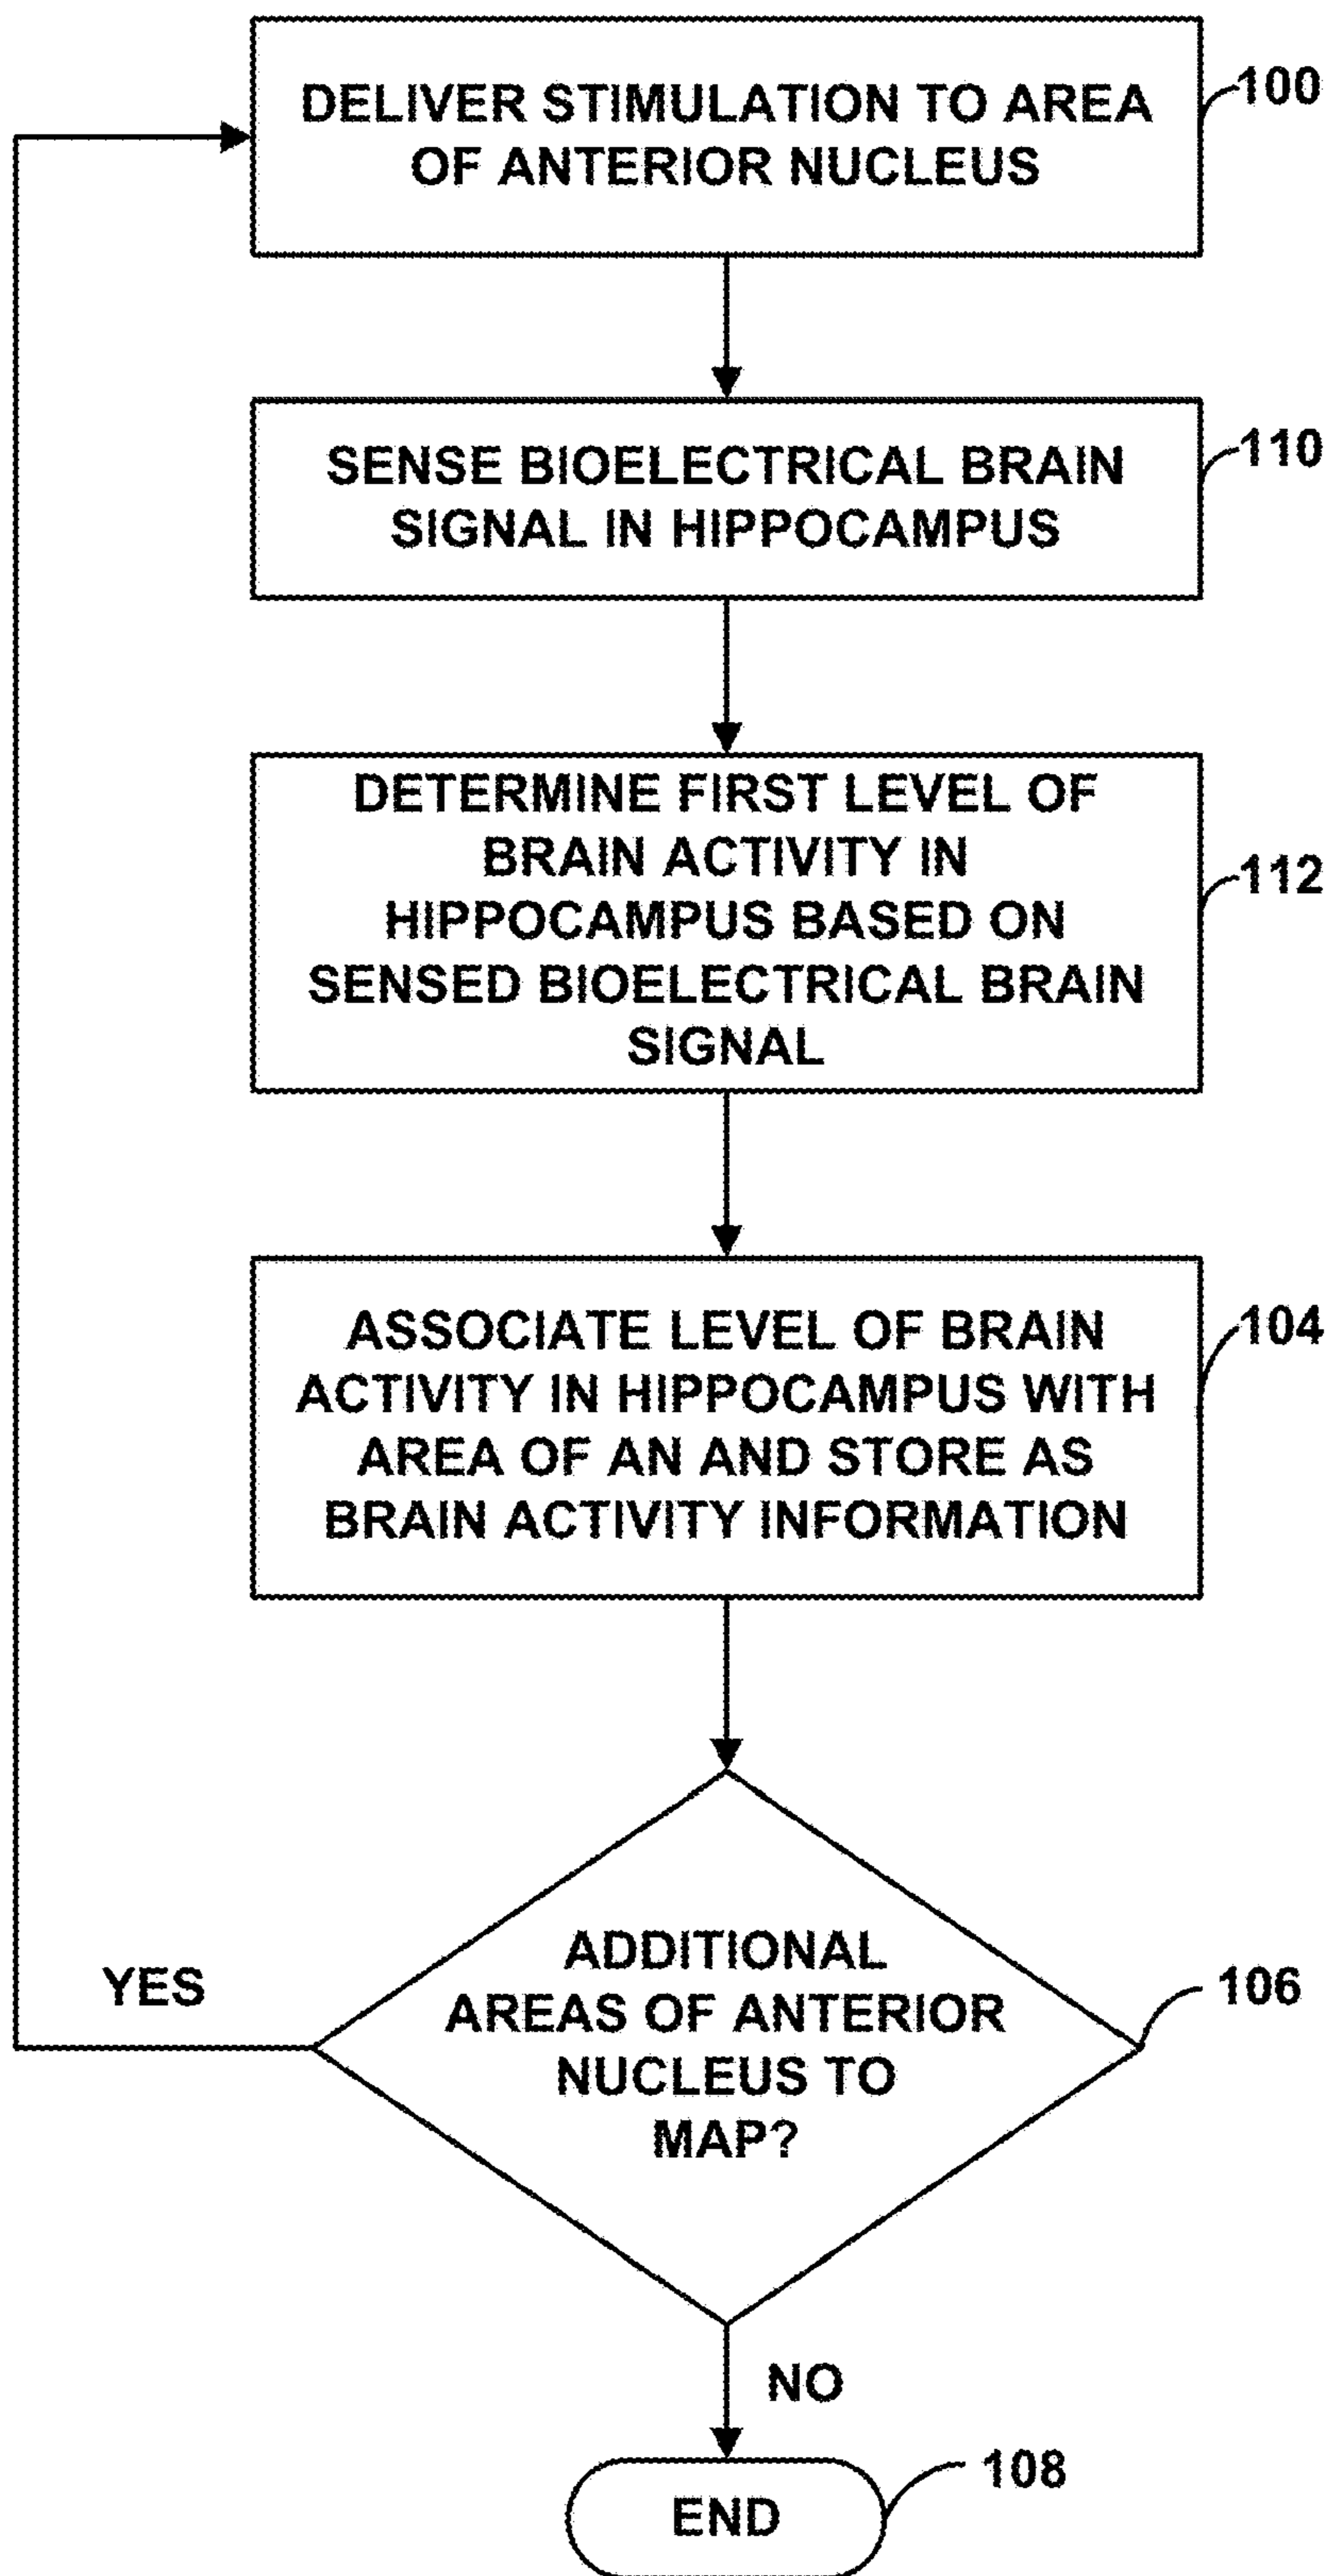 DELIVER STIMULATION TO AREA
OF ANTERIOR NUCLEUS
100
SENSE BIOELECTRICAL BRAIN
SIGNAL IN HIPPOCAMPUS
110
DETERMINE FIRST LEVEL OF
BRAIN ACTIVITY IN
HIPPOCAMPUS BASED ON
SENSED BIOELECTRICAL BRAIN
SIGNAL
112
ASSOCIATE LEVEL OF BRAIN
ACTIVITY IN HIPPOCAMPUS WITH
AREA OF AN AND STORE AS
BRAIN ACTIVITY INFORMATION
104
ADDITIONAL
AREAS OF ANTERIOR
NUCLEUS TO
MAP?
106
YES
NO
END
108